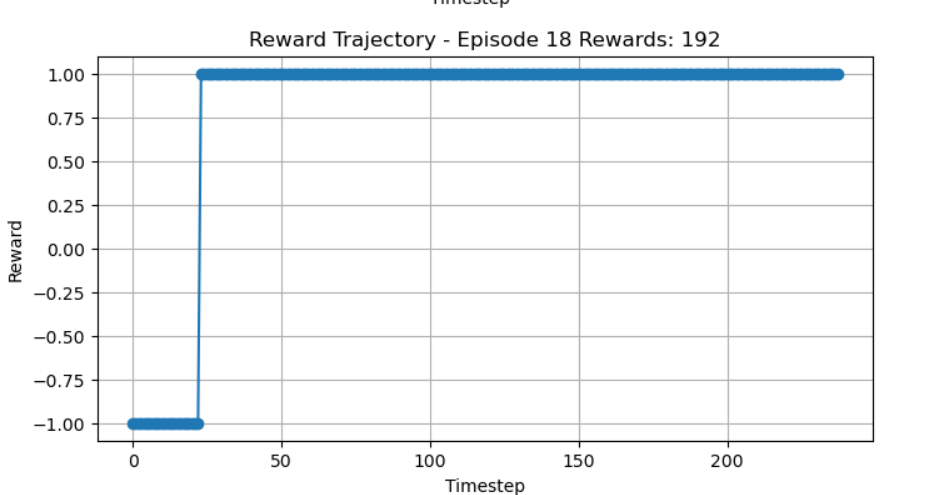 Timestep
Reward Trajectory - Episode 18 Rewards: 192
1.00
0.75
0.50
0.25
0.00
−0.25
−0.50
−0.75
−1.00
Reward
0 50 100 150 200
Timestep